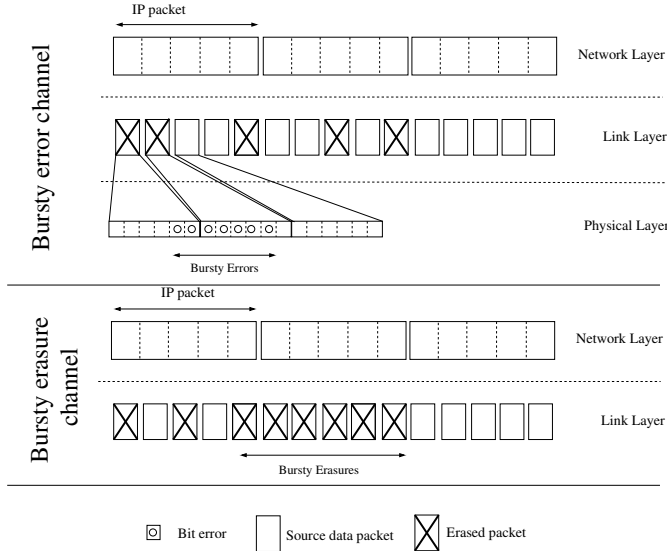 IP packet
Network Layer
Bursty error channel
Link Layer
Physical Layer
Bursty Errors
IP packet
Network Layer
Bursty erasure
channel
Link Layer
Bursty Erasures
Bit error
Source data packet
Erased packet